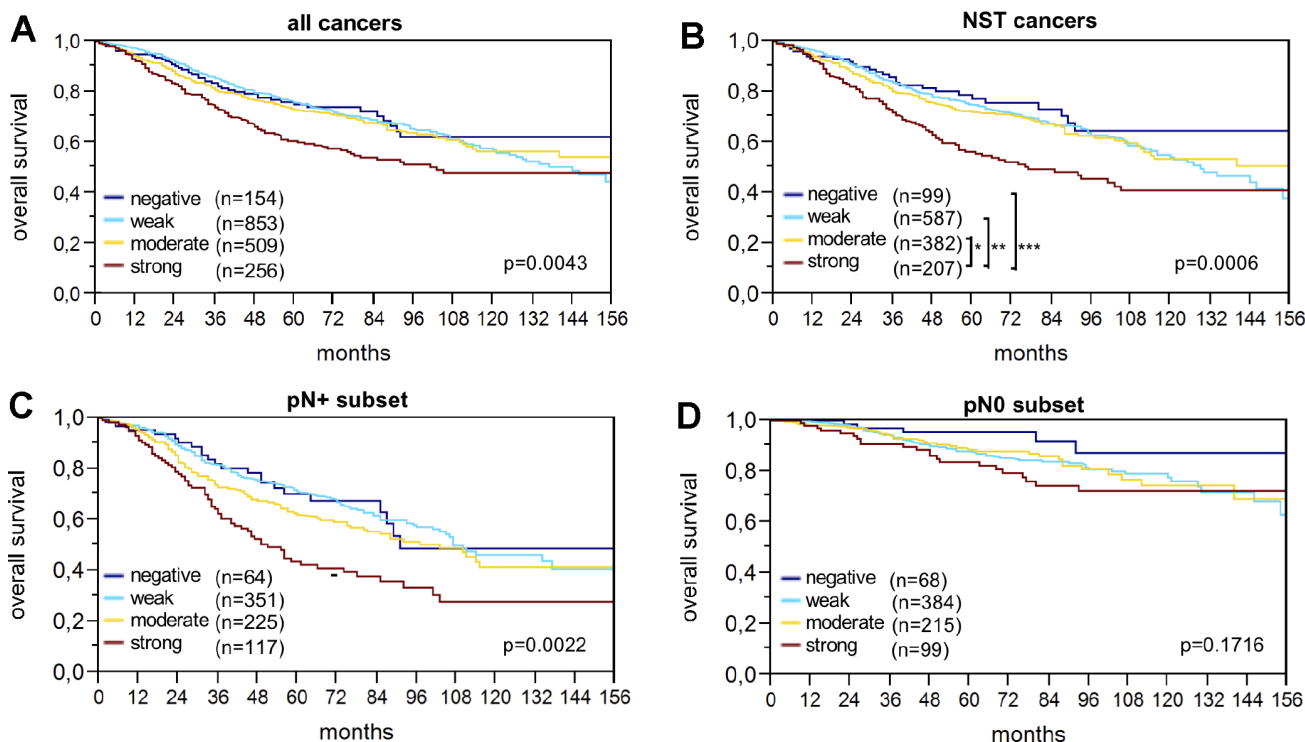 A
all cancers
overall survival
1,0
0,8
0,6
0,4
0,2
0,0
negative (n=154)
weak (n=853)
moderate (n=509)
strong (n=256)
p=0.0043
0 12 24 36 48 60 72 84 96 108 120 132 144 156
months
B
NST cancers
overall survival
1,0
0,8
0,6
0,4
0,2
0,0
negative (n=99)
weak (n=587)
moderate (n=382) * ** ***
strong (n=207)
p=0.0006
0 12 24 36 48 60 72 84 96 108 120 132 144 156
months
C
pN+ subset
overall survival
1,0
0,8
0,6
0,4
0,2
0,0
negative (n=64)
weak (n=351)
moderate (n=225)
strong (n=117)
p=0.0022
0 12 24 36 48 60 72 84 96 108 120 132 144 156
months
D
pN0 subset
overall survival
1,0
0,8
0,6
0,4
0,2
0,0
negative (n=68)
weak (n=384)
moderate (n=215)
strong (n=99)
p=0.1716
0 12 24 36 48 60 72 84 96 108 120 132 144 156
months